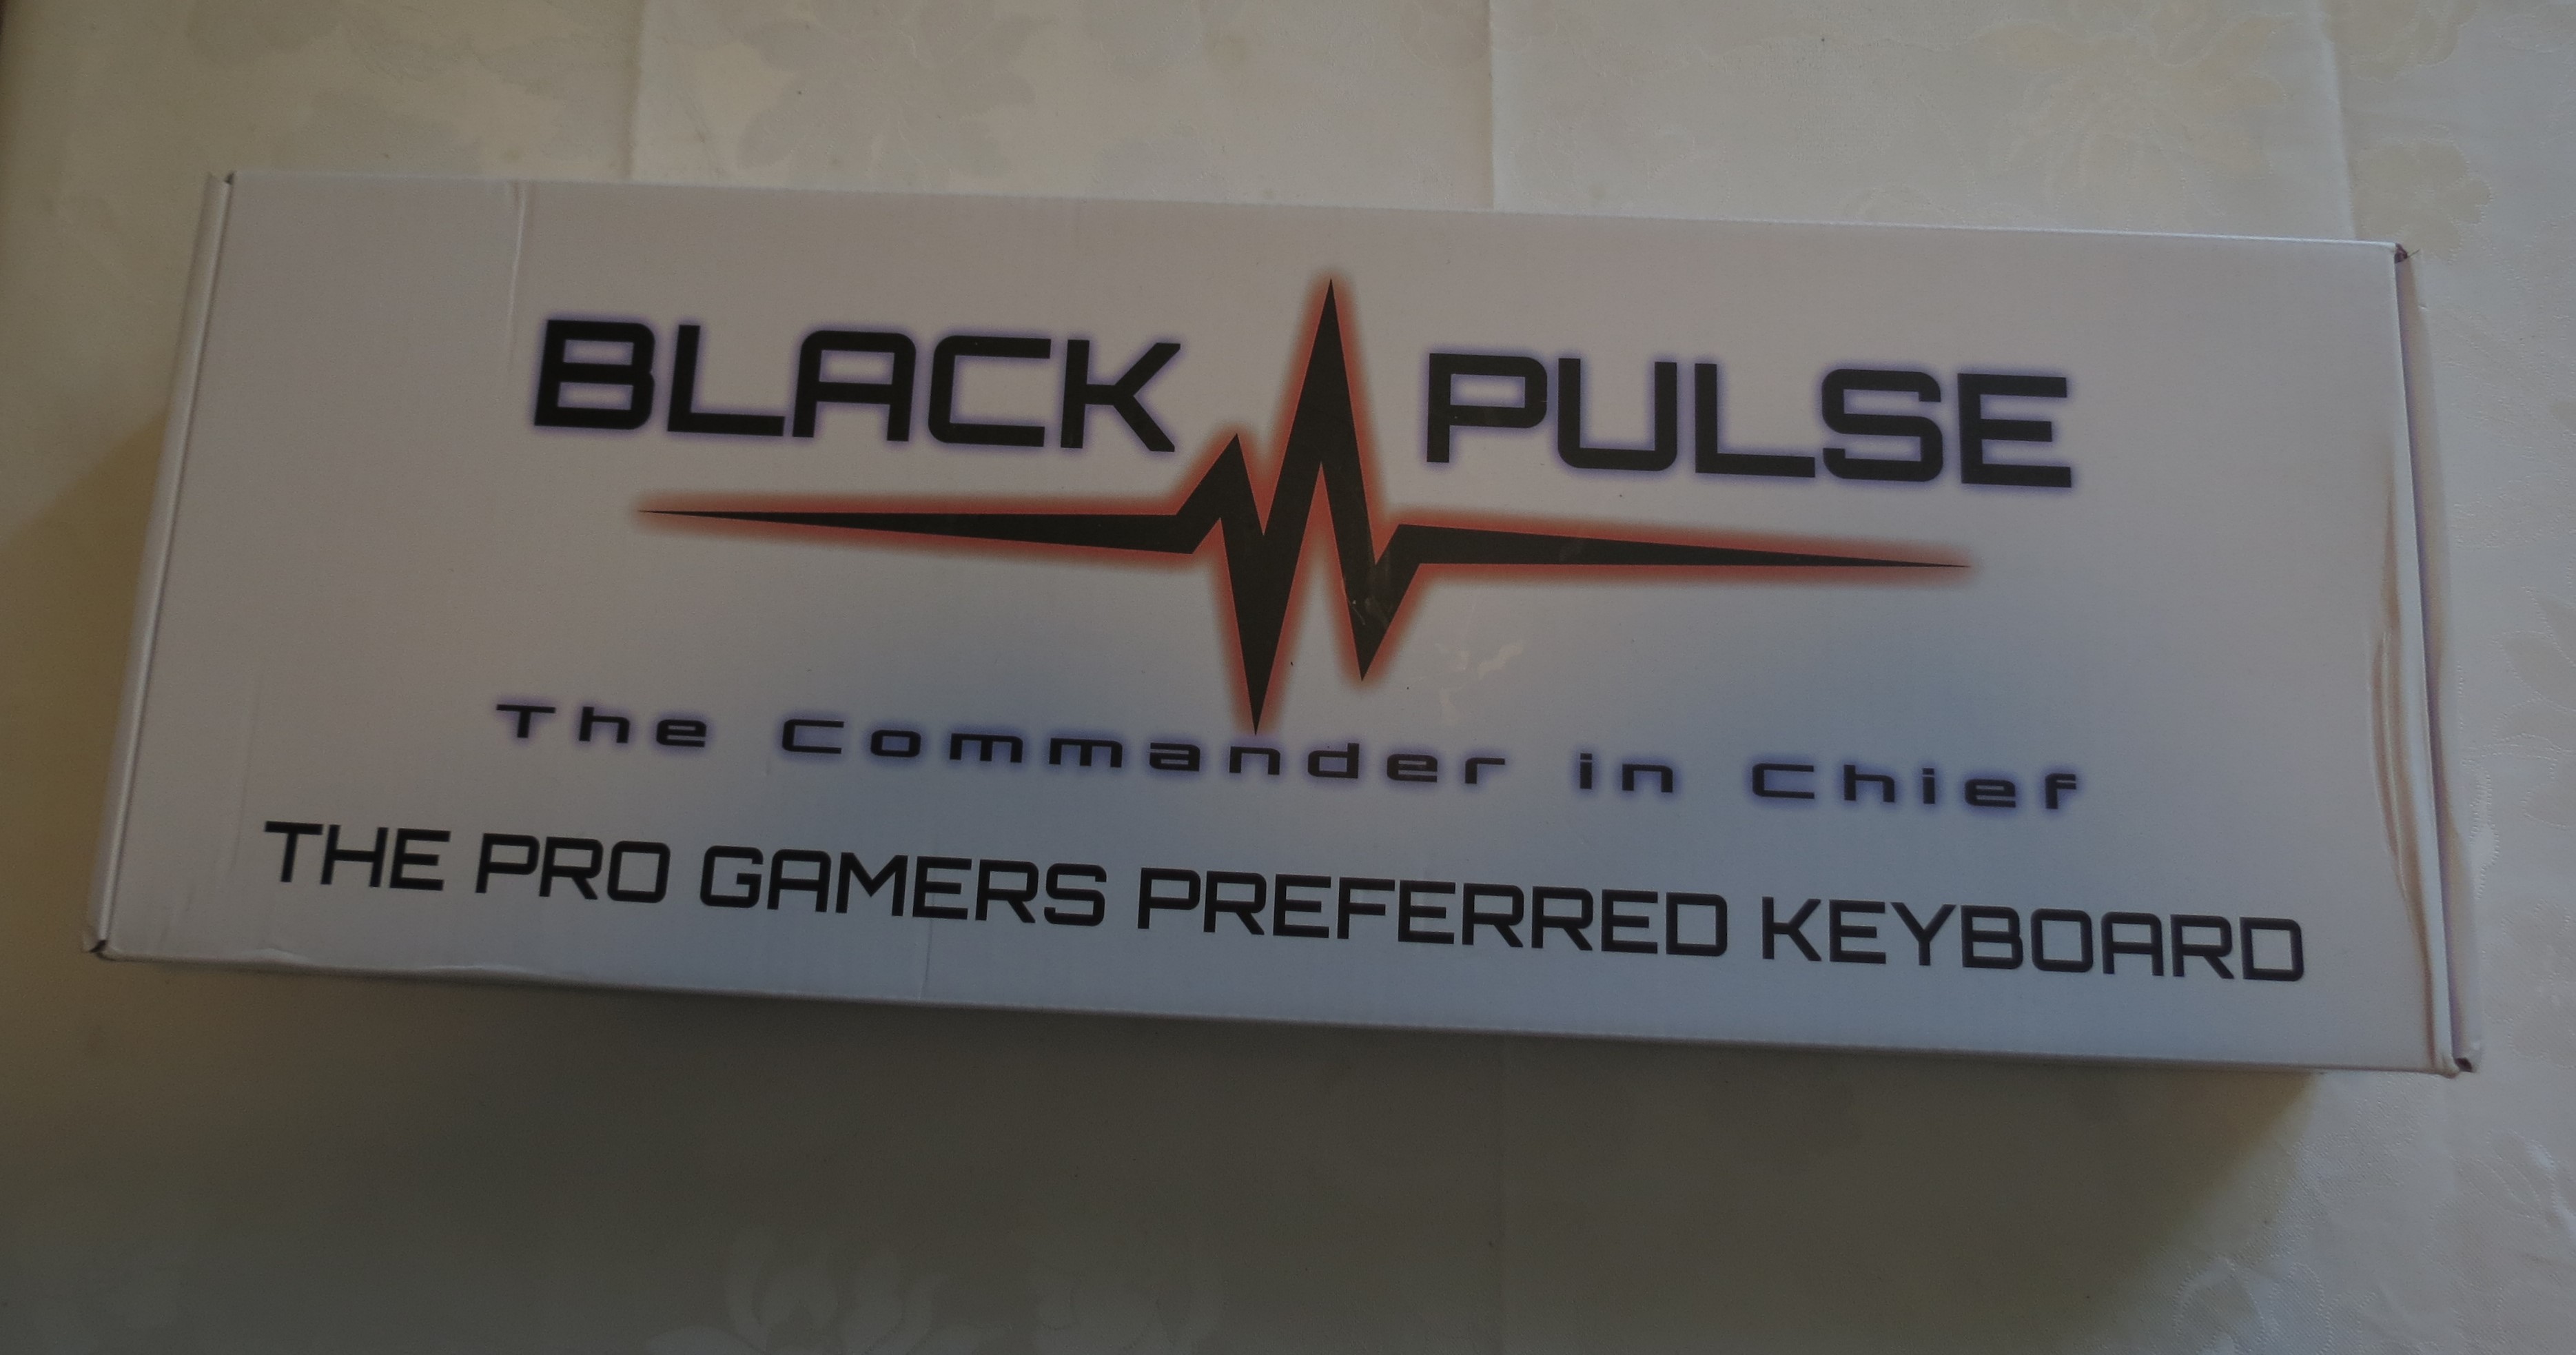 BLACK PULSE
The Commander in Chief
THE PRO GAMERS PREFERRED KEYBOARD